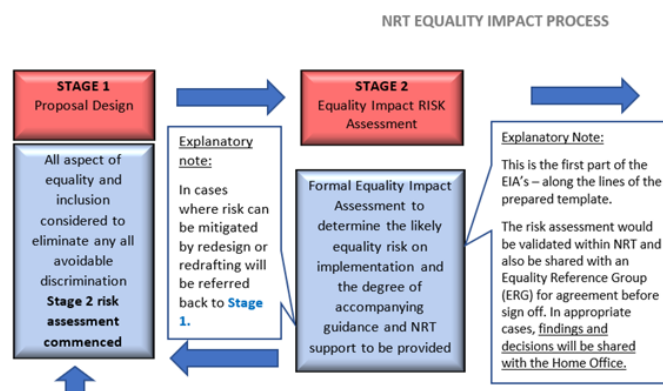 NRT EQUALITY IMPACT PROCESS
STAGE 1
Proposal Design
All aspect of
equality and
inclusion
considered to
eliminate any all
avoidable
discrimination
Stage 2 risk
assessment
commenced
Explanatory
note:
In cases
where risk can
be mitigated
by redesign or
redrafting will
be referred
back to Stage
1.
STAGE 2
Equality Impact RISK
Assessment
Formal Equality Impact
Assessment to
determine the likely
equality risk on
implementation and
the degree of
accompanying
guidance and NRT
support to be provided
Explanatory Note:
This is the first part of the
EIA's – along the lines of the
prepared template.
The risk assessment would
be validated within NRT and
also be shared with an
Equality Reference Group
(ERG) for agreement before
sign off. In appropriate
cases, findings and
decisions will be shared
with the Home Office.